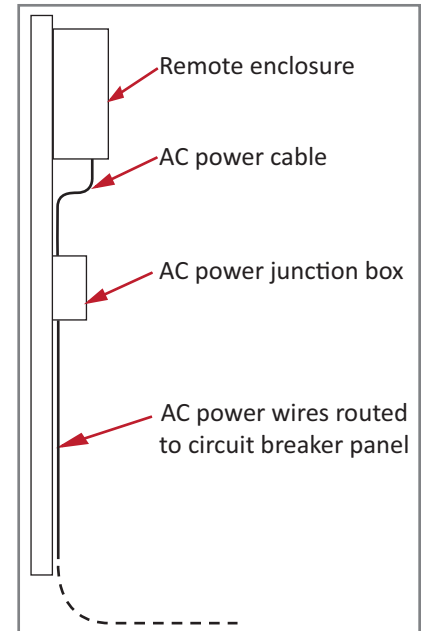 Remote enclosure
AC power cable
AC power junction box
AC power wires routed
to circuit breaker panel